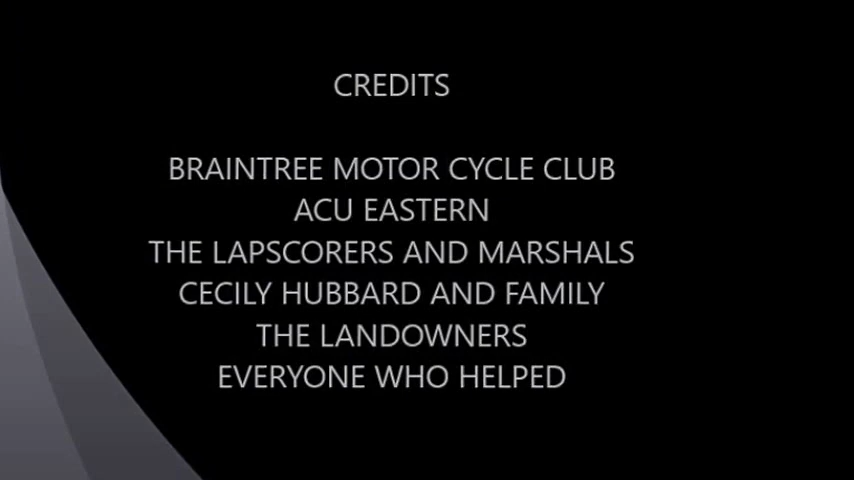 CREDITS
BRAINTREE MOTOR CYCLE CLUB
ACU EASTERN
THE LAPSCORERS AND MARSHALS
CECILY HUBBARD AND FAMILY
THE LANDOWNERS
EVERYONE WHO HELPED